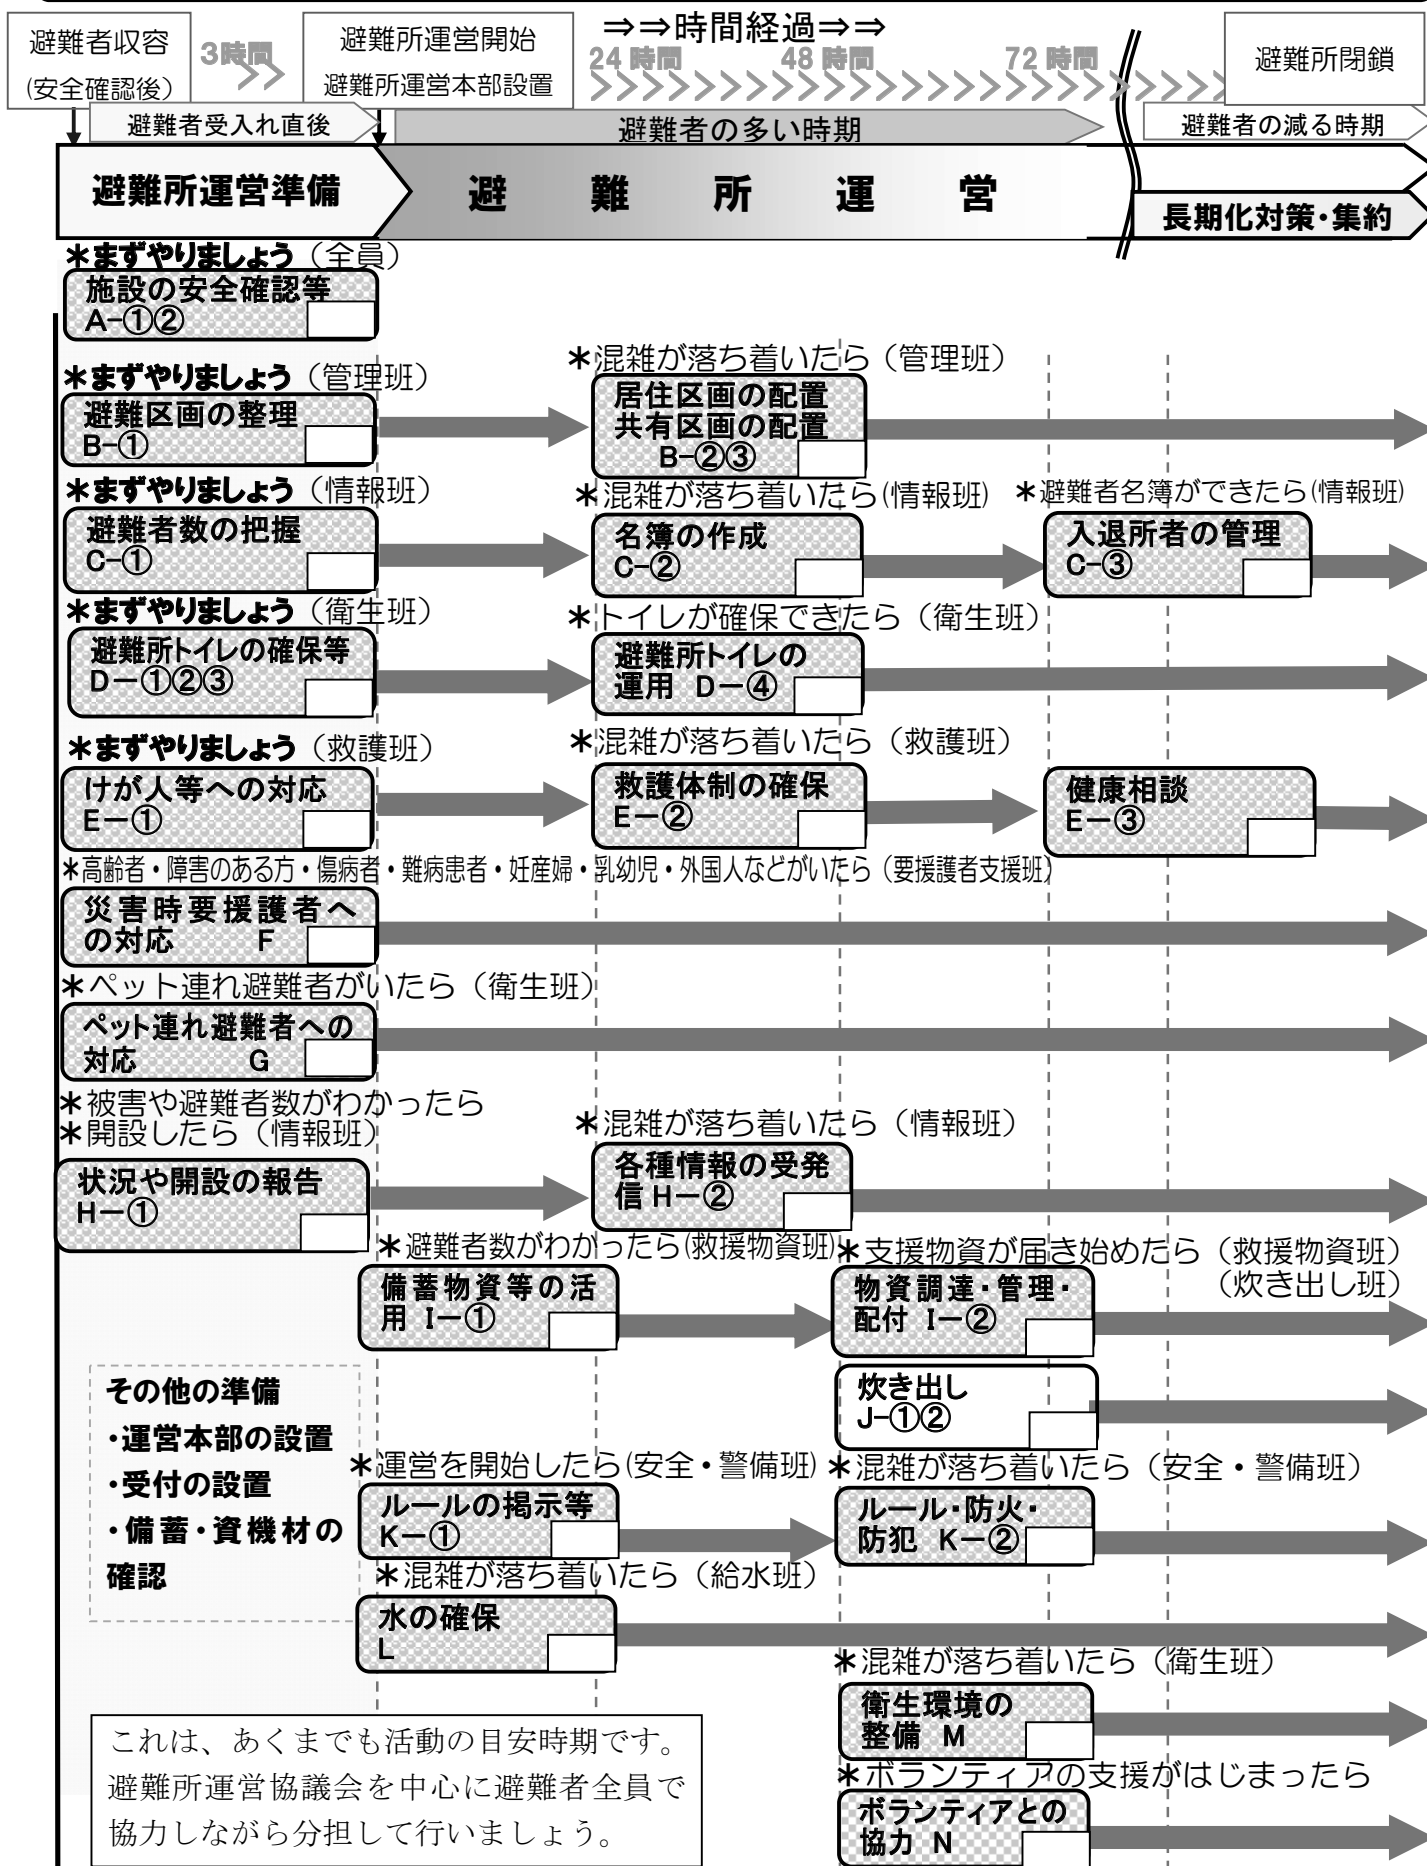 ⇒⇒時間経過⇒⇒
避難者収容
(安全確認後)
3時間
避難所運営開始
避難所運営本部設置
24 時間
48 時間
72 時間
避難所閉鎖
避難者受入れ直後
避難者の多い時期
避難者の減る時期
避難所運営準備
避難所運営
長期化対策・集約
＊まずやりましょう（全員）
施設の安全確認等
A-①②
＊まずやりましょう（管理班）
避難区画の整理
B-①
＊混雑が落ち着いたら（管理班）
居住区画の配置
共有区画の配置
B-②③
＊まずやりましょう（情報班）
避難者数の把握
C-①
＊混雑が落ち着いたら(情報班)
名簿の作成
C-②
＊避難者名簿ができたら(情報班)
入退所者の管理
C-③
＊まずやりましょう（衛生班）
避難所トイレの確保等
D－①②③
＊トイレが確保できたら（衛生班）
避難所トイレの
運用 D－④
＊まずやりましょう（救護班）
けが人等への対応
E－①
＊混雑が落ち着いたら（救護班）
救護体制の確保
E－②
健康相談
E－③
＊高齢者・障害のある方・傷病者・難病患者・妊産婦・乳幼児・外国人などがいたら（要援護者支援班）
災害時要援護者へ
の対応 F
＊ペット連れ避難者がいたら（衛生班）
ペット連れ避難者への
対応 G
＊被害や避難者数がわかったら
＊開設したら（情報班）
状況や開設の報告
H－①
＊混雑が落ち着いたら（情報班）
各種情報の受発
信 H－②
＊避難者数がわかったら(救援物資班)
備蓄物資等の活
用 I－①
＊支援物資が届き始めたら（救援物資班）
（炊き出し班）
物資調達・管理・
配付 I－②
炊き出し
J-①②
その他の準備
・運営本部の設置
・受付の設置
・備蓄・資機材の
確認
＊運営を開始したら(安全・警備班)
ルールの掲示等
K－①
＊混雑が落ち着いたら（安全・警備班）
ルール・防火・
防犯 K－②
＊混雑が落ち着いたら（給水班）
水の確保
L
＊混雑が落ち着いたら（衛生班）
衛生環境の
整備 M
＊ボランティアの支援がはじまったら
ボランティアとの
協力 N
これは、あくまでも活動の目安時期です。
避難所運営協議会を中心に避難者全員で
協力しながら分担して行いましょう。